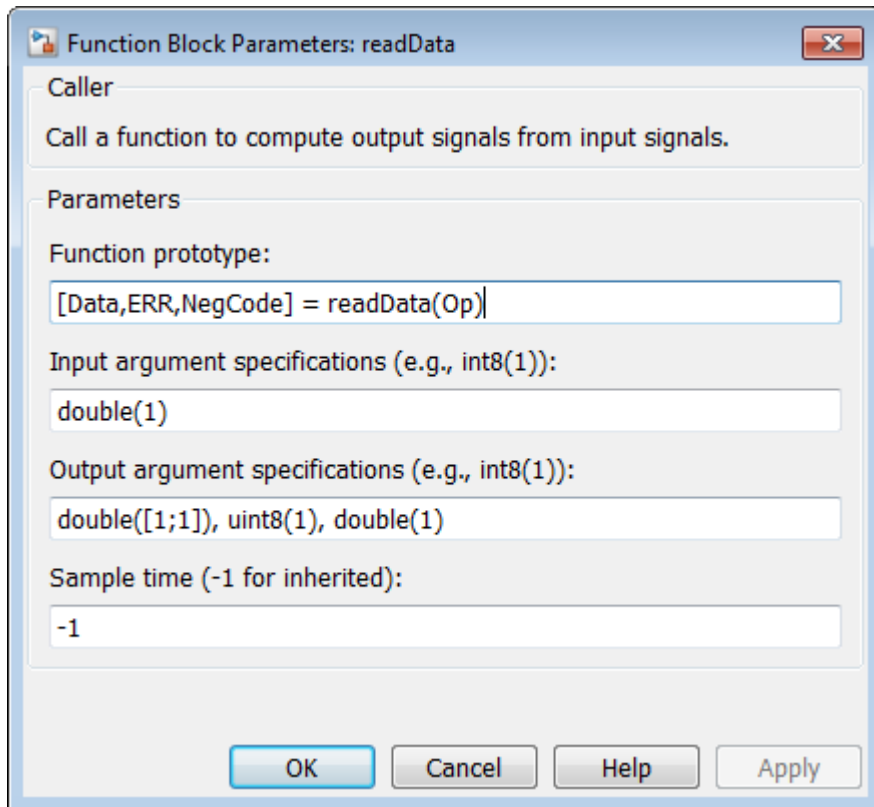 Function Block Parameters: readData
Caller
Call a function to compute output signals from input signals.
Parameters
Function prototype:
[Data,ERR,NegCode] = readData(Op)
Input argument specifications (e.g., int8(1)):
double(1)
Output argument specifications (e.g., int8(1)):
double([1;1]), uint8(1), double(1)
Sample time (-1 for inherited):
-1
OK Cancel Help Apply